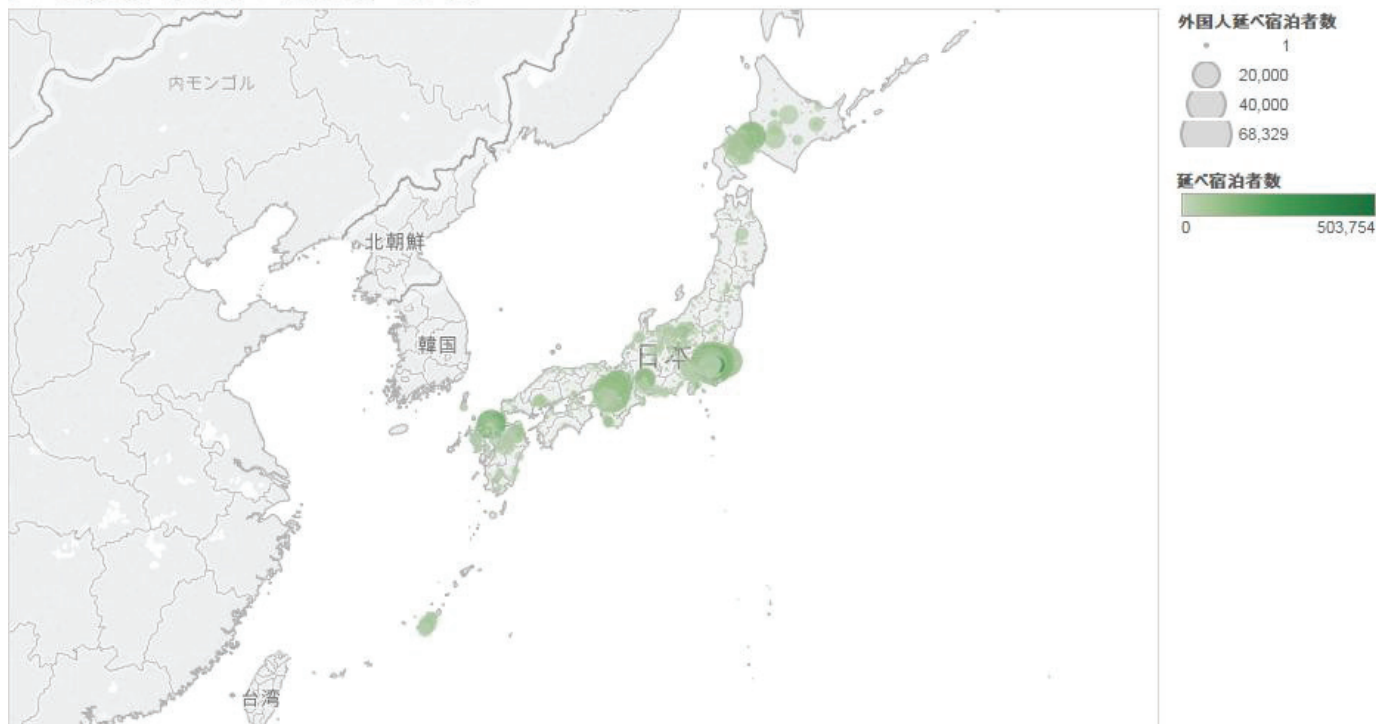 内モンゴル
北朝鮮
韓国
日本
台湾
外国人延べ宿泊者数
1
20,000
40,000
68,329
延べ宿泊者数
0 503,754